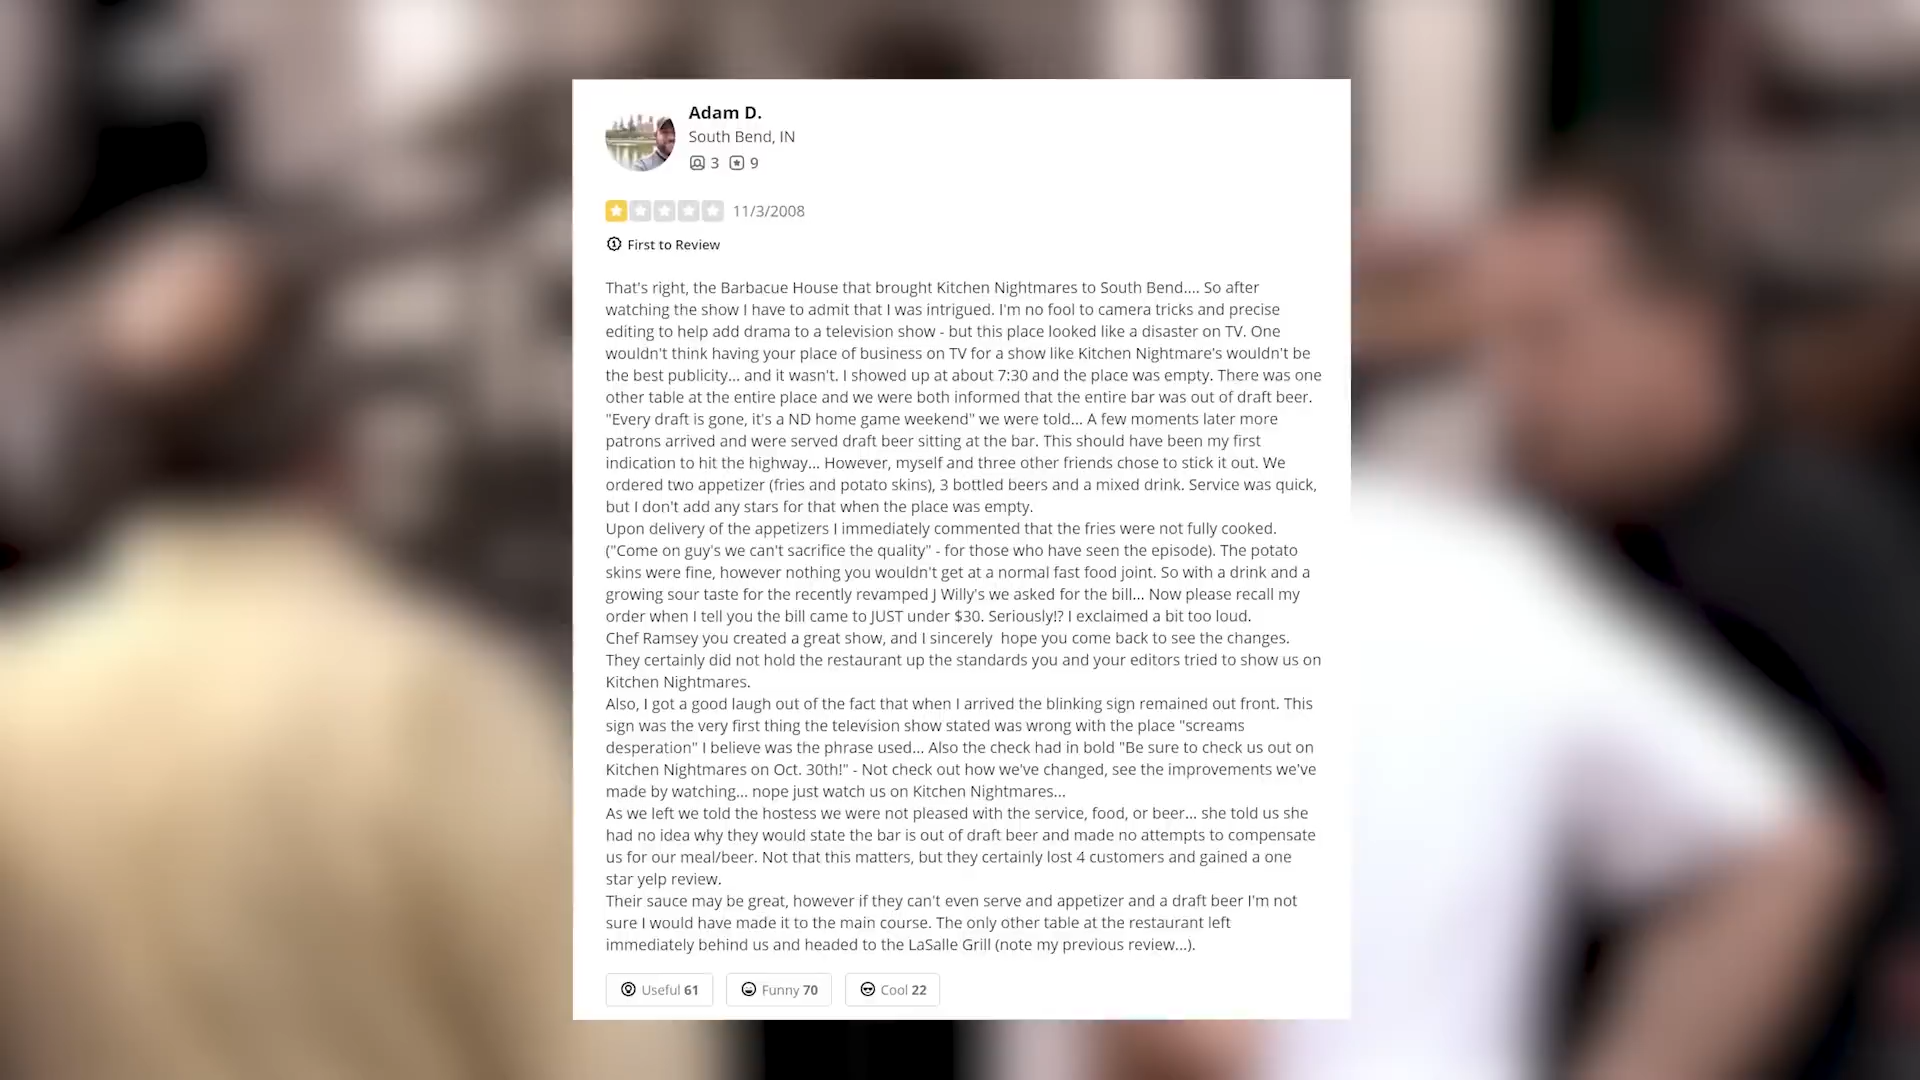 Adam D.
South Bend, IN
3 9
11/3/2008
First to Review
That's right, the Barbacue House that brought Kitchen Nightmares to South Bend.... So after
watching the show I have to admit that I was intrigued. I'm no fool to camera tricks and precise
editing to help add drama to a television show - but this place looked like a disaster on TV. One
wouldn't think having your place of business on TV for a show like Kitchen Nightmare's wouldn't be
the best publicity... and it wasn't. I showed up at about 7:30 and the place was empty. There was one
other table at the entire place and we were both informed that the entire bar was out of draft beer.
"Every draft is gone, it's a ND home game weekend" we were told... A few moments later more
patrons arrived and were served draft beer sitting at the bar. This should have been my first
indication to hit the highway... However, myself and three other friends chose to stick it out. We
ordered two appetizer (fries and potato skins), 3 bottled beers and a mixed drink. Service was quick,
but I don't add any stars for that when the place was empty.
Upon delivery of the appetizers I immediately commented that the fries were not fully cooked.
("Come on guy's we can't sacrifice the quality" - for those who have seen the episode). The potato
skins were fine, however nothing you wouldn't get at a normal fast food joint. So with a drink and a
growing sour taste for the recently revamped J Willy's we asked for the bill... Now please recall my
order when I tell you the bill came to JUST under $30. Seriously!? I exclaimed a bit too loud.
Chef Ramsey you created a great show, and I sincerely  hope you come back to see the changes.
They certainly did not hold the restaurant up the standards you and your editors tried to show us on
Kitchen Nightmares.
Also, I got a good laugh out of the fact that when I arrived the blinking sign remained out front. This
sign was the very first thing the television show stated was wrong with the place "screams
desperation" I believe was the phrase used... Also the check had in bold "Be sure to check us out on
Kitchen Nightmares on Oct. 30th!" - Not check out how we've changed, see the improvements we've
made by watching... nope just watch us on Kitchen Nightmares...
As we left we told the hostess we were not pleased with the service, food, or beer... she told us she
had no idea why they would state the bar is out of draft beer and made no attempts to compensate
us for our meal/beer. Not that this matters, but they certainly lost 4 customers and gained a one
star yelp review.
Their sauce may be great, however if they can't even serve and appetizer and a draft beer I'm not
sure I would have made it to the main course. The only other table at the restaurant left
immediately behind us and headed to the LaSalle Grill (note my previous review...).
Useful 61 Funny 70 Cool 22